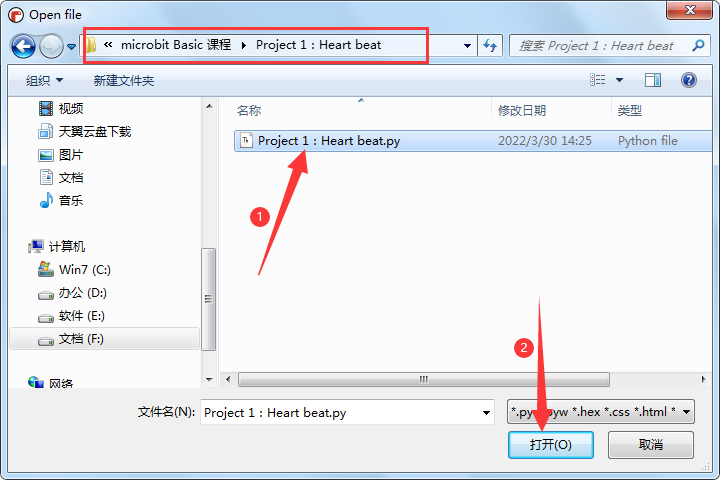 Open file
« microbit Basic 课程 Project 1：Heart beat
搜索 Project 1：Heart beat
组织 新建文件夹
名称 修改日期 类型
视频
天翼云盘下载
图片
文档
音乐
计算机
Win7 (C:)
办公 (D:)
软件 (E:)
文档 (F:)
网络
Project 1：Heart beat.py 2022/3/30 14:25 Python file
1
2
文件名(N): Project 1：Heart beat.py
*.hex *.css *.html *
打开(O) 取消